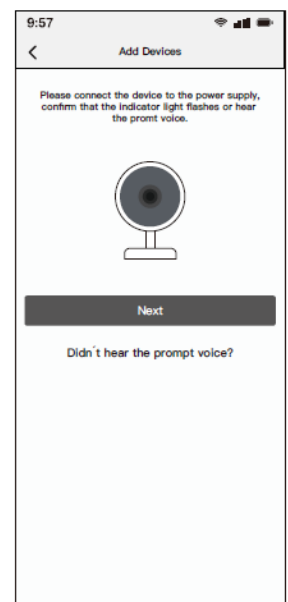 9:57
Add Devices
Please connect the device to the power supply,
confirm that the indicator light flashes or hear
the promt voice.
Next
Didn´t hear the prompt voice?